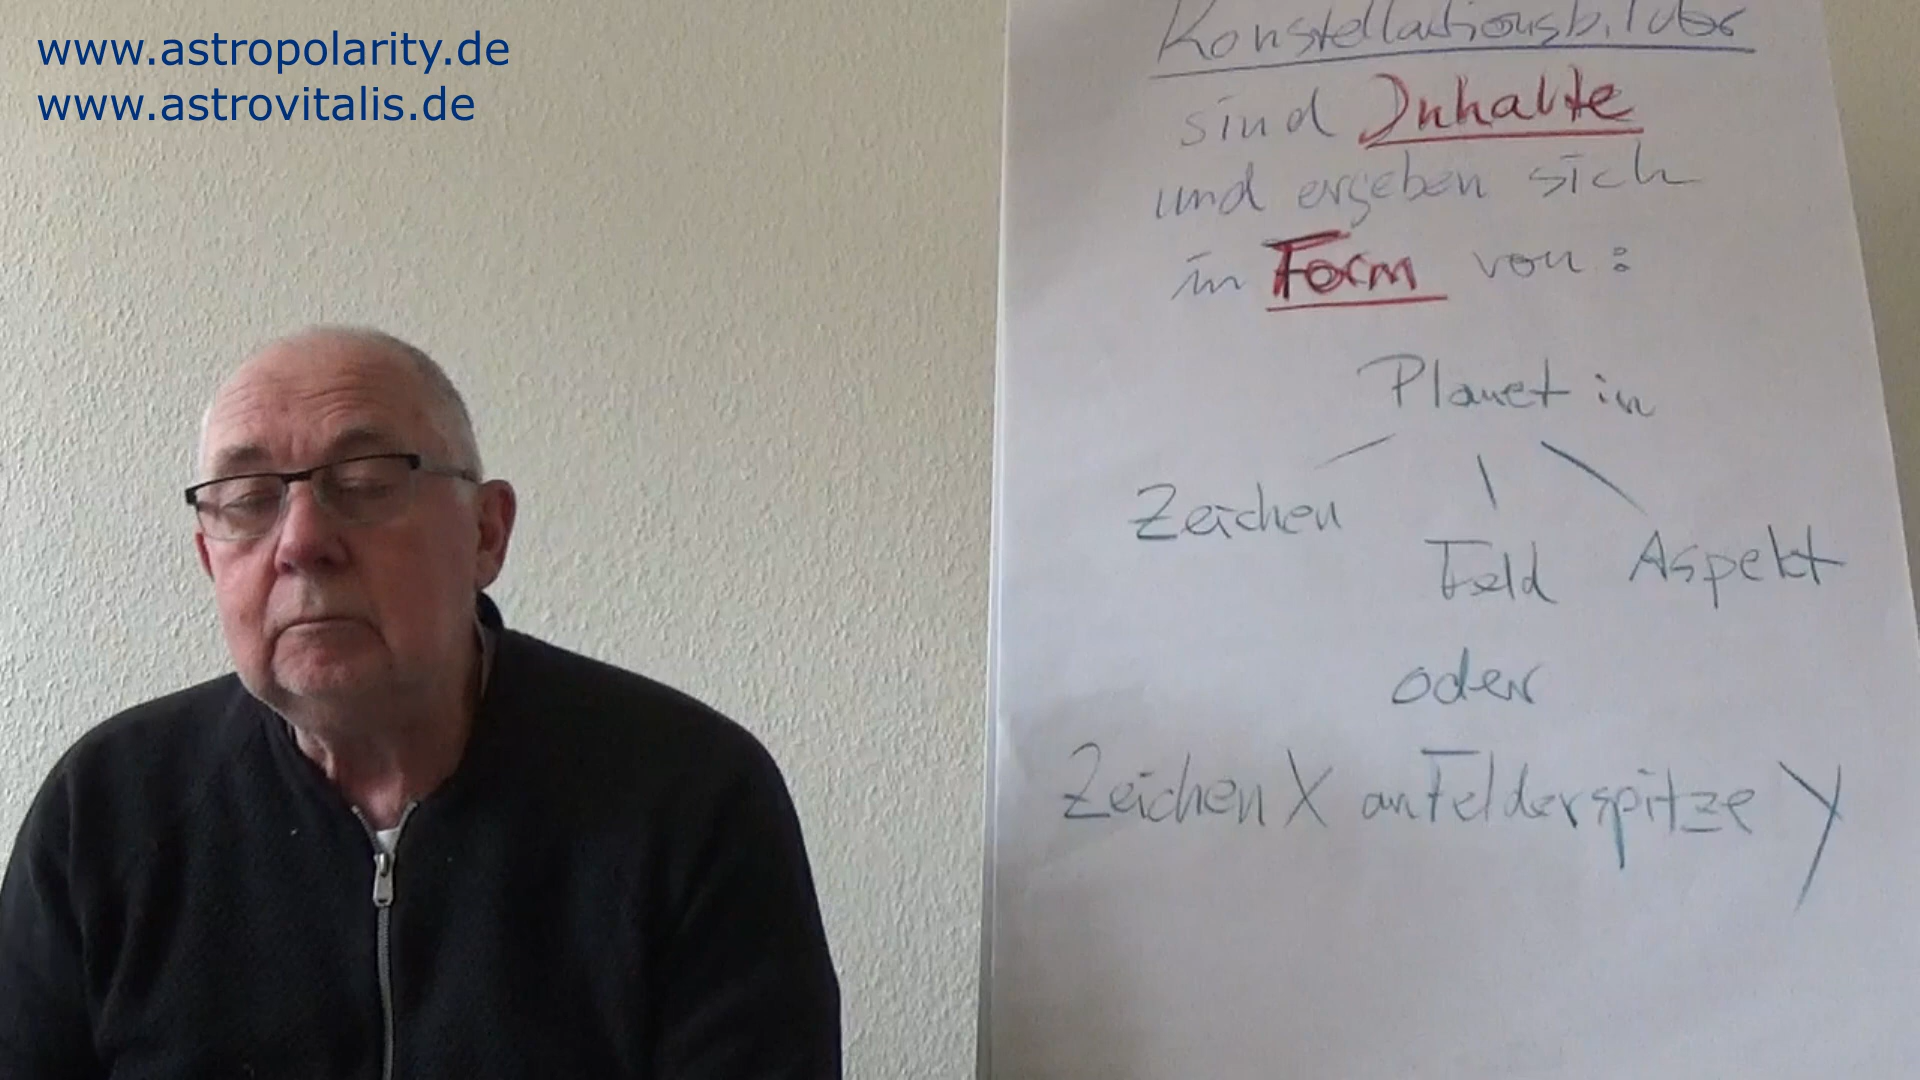 www.astropolarity.de
www.astrovitalis.de
Konstellationsbilder
sind Inhalte
und ergeben sich
in Form von:
Planet in
Zeichen
Feld
Aspekt
oder
Zeichen X an Felderspitze Y